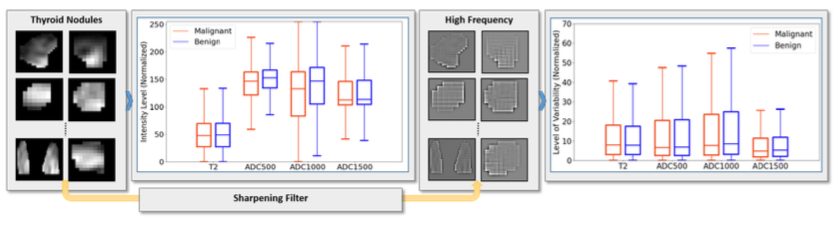 Thyroid Nodules
Intensity Level (Normalized)
250
200
150
100
50
0
Malignant
Benign
T2 ADC500 ADC1000 ADC1500
High Frequency
Level of Variability (Normalized)
70
60
50
40
30
20
10
0
Malignant
Benign
T2 ADC500 ADC1000 ADC1500
Sharpening Filter